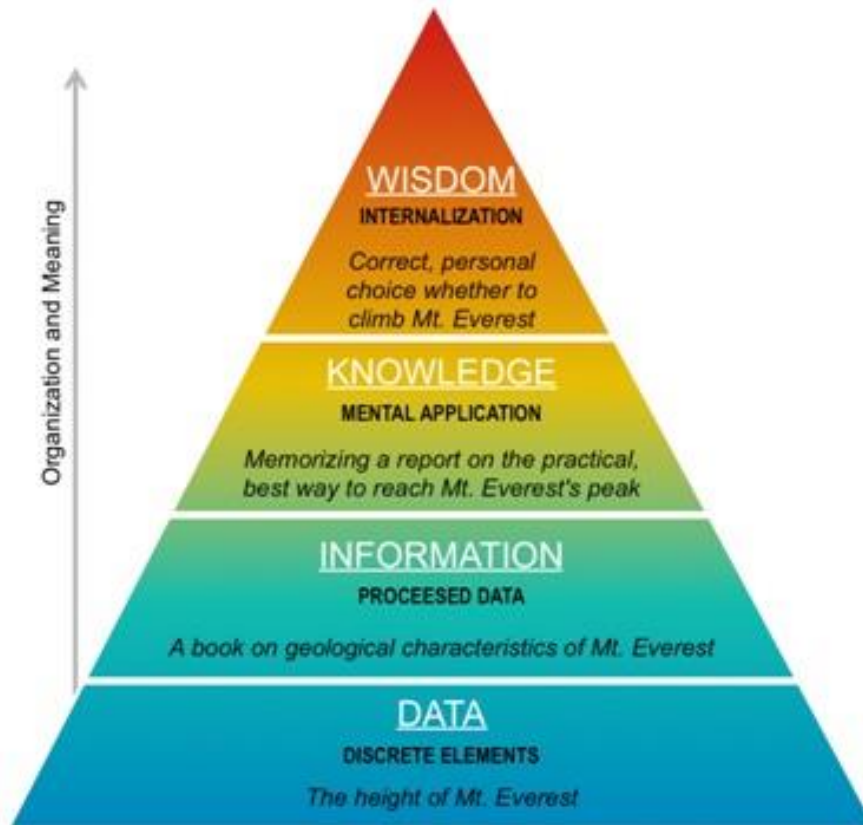 Organization and Meaning
WISDOM
INTERNALIZATION
Correct, personal
choice whether to
climb Mt. Everest
KNOWLEDGE
MENTAL APPLICATION
Memorizing a report on the practical,
best way to reach Mt. Everest's peak
INFORMATION
PROCEESED DATA
A book on geological characteristics of Mt. Everest
DATA
DISCRETE ELEMENTS
The height of Mt. Everest